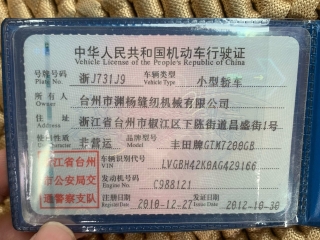 中华人民共和国机动车行驶证
Vehicle License of the People's Republic of China
号牌号码 Plate No. 浙J731J9 车辆类型 Vehicle Type 小型轿车
所有人 Owner 台州市渊杨缝纫机械有限公司
住址 Address 浙江省台州市椒江区下陈街道昌盛街1号
使用性质 非营运 品牌型号 Model 丰田牌GTM7200GB
浙江省台州 车辆识别代号 VIN LVGBH42K8AG429166
市公安局交 发动机号码 Engine No. C988121
通警察支队 注册日期 Register Date 2010-12-27 发证日期 Issue Date 2012-10-30